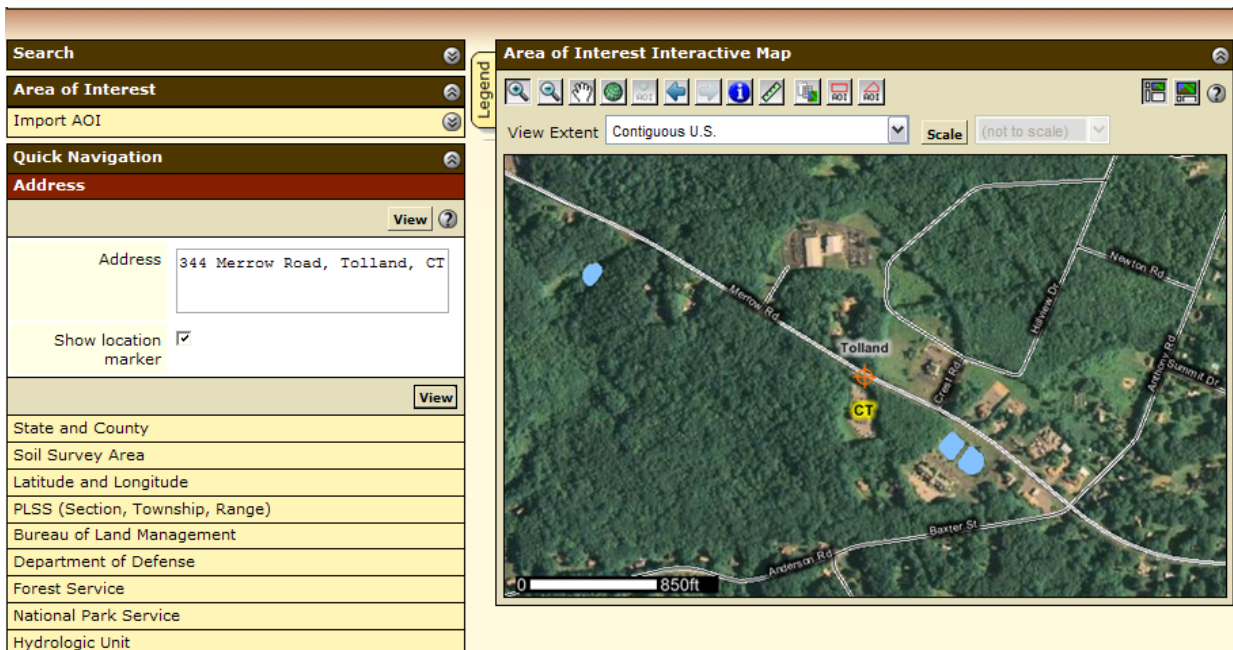 Search
Area of Interest
Import AOI
Quick Navigation
Address
View
Address
344 Merrow Road, Tolland, CT
Show location
marker
View
State and County
Soil Survey Area
Latitude and Longitude
PLSS (Section, Township, Range)
Bureau of Land Management
Department of Defense
Forest Service
National Park Service
Hydrologic Unit
Legend
Area of Interest Interactive Map
AOI
AOI
AOI
View Extent
Contiguous U.S.
Scale
(not to scale)
Newton Rd
Merrow Rd
Hillview Dr
Tolland
Crest Rd
Anthony Rd
Summit Dr
CT
Baxter St
Anderson Rd
0
850ft